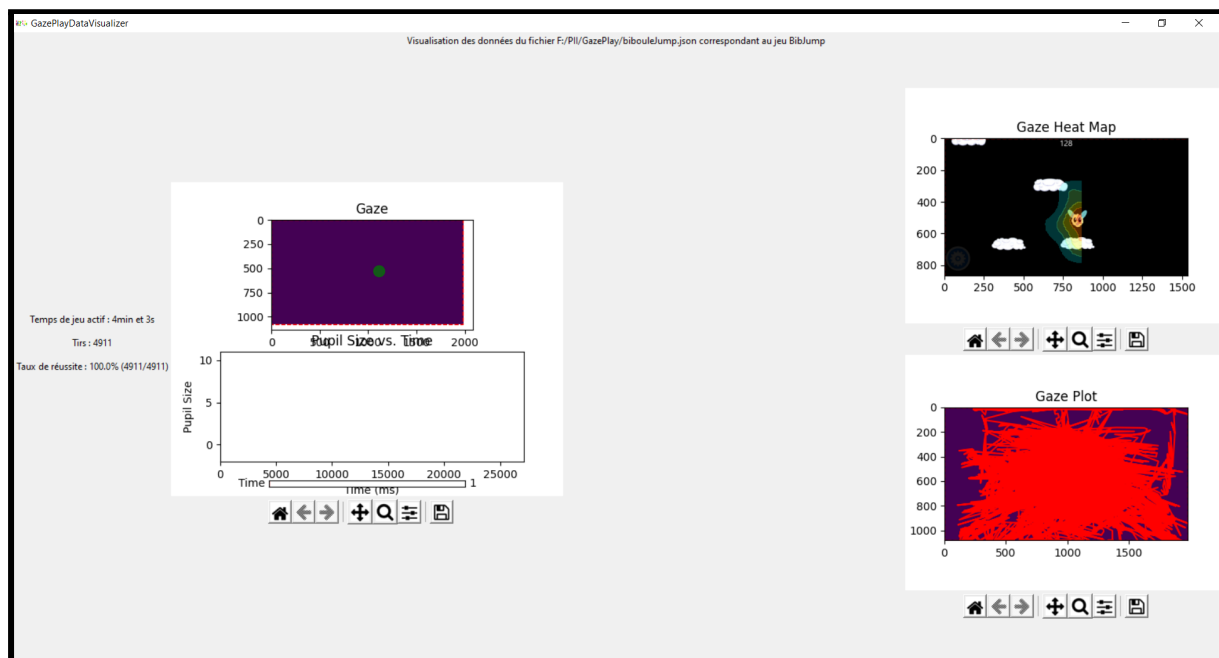 GazePlayDataVisualizer
Visualisation des données du fichier F:/PII/GazePlay/bibouleJump.json correspondant au jeu BibJump
Temps de jeu actif : 4min et 3s
Tirs : 4911
Taux de réussite : 100.0% (4911/4911)
Gaze
0
250
500
750
1000
0 500 1000 1500 2000
Pupil Size vs. Time
Pupil Size
10
5
0
0 5000 10000 15000 20000 25000
Time 1
Time (ms)
Gaze Heat Map
128
0
200
400
600
800
0 250 500 750 1000 1250 1500
Gaze Plot
0
200
400
600
800
1000
0 500 1000 1500